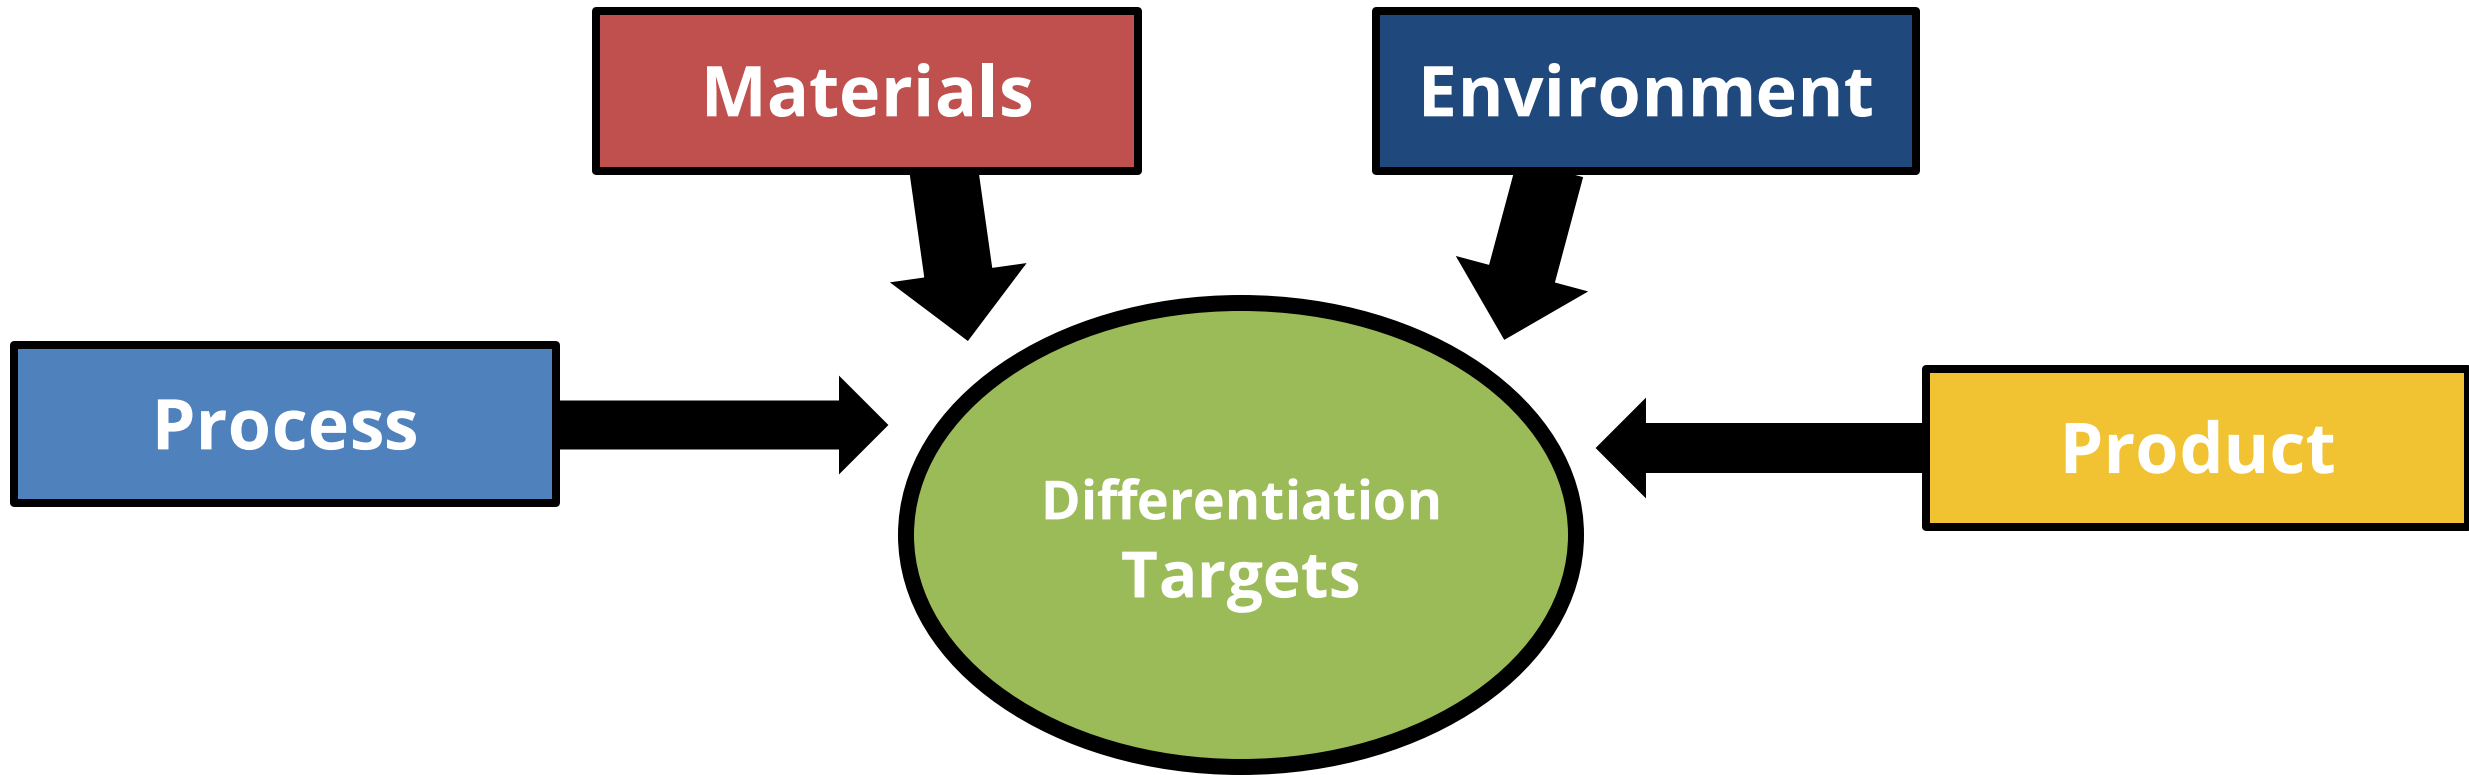 Materials
Environment
Process
Product
Differentiation
Targets